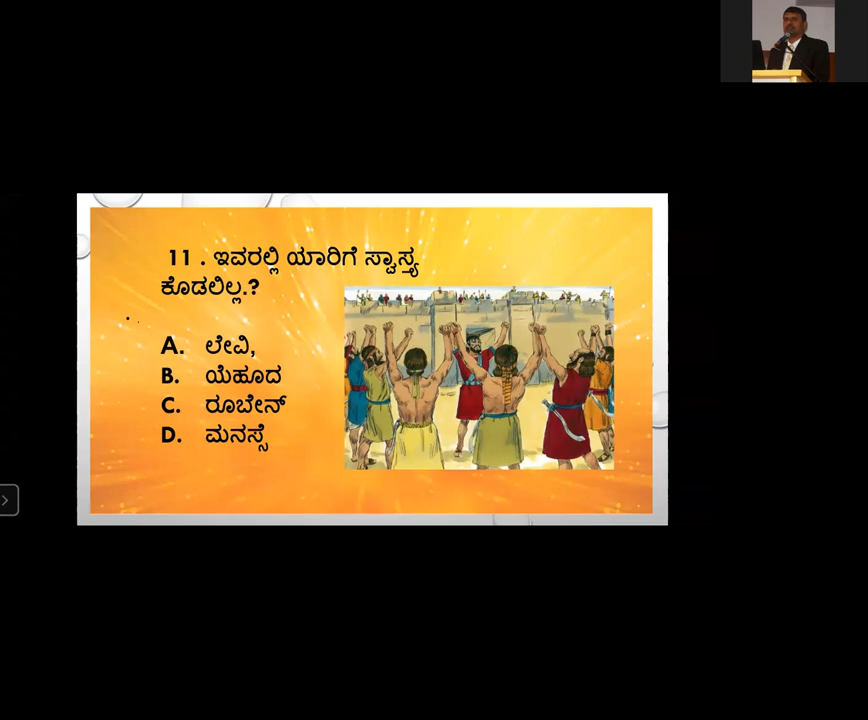 11 . ಇವರಲ್ಲಿ ಯಾರಿಗೆ ಸ್ವಾಸ್ತ್ಯ
ಕೊಡಲಿಲ್ಲ.?
A. ಲೇವಿ,
B. ಯೆಹೂದ
C. ರೂಬೇನ್
D. ಮನಸ್ಸೆ